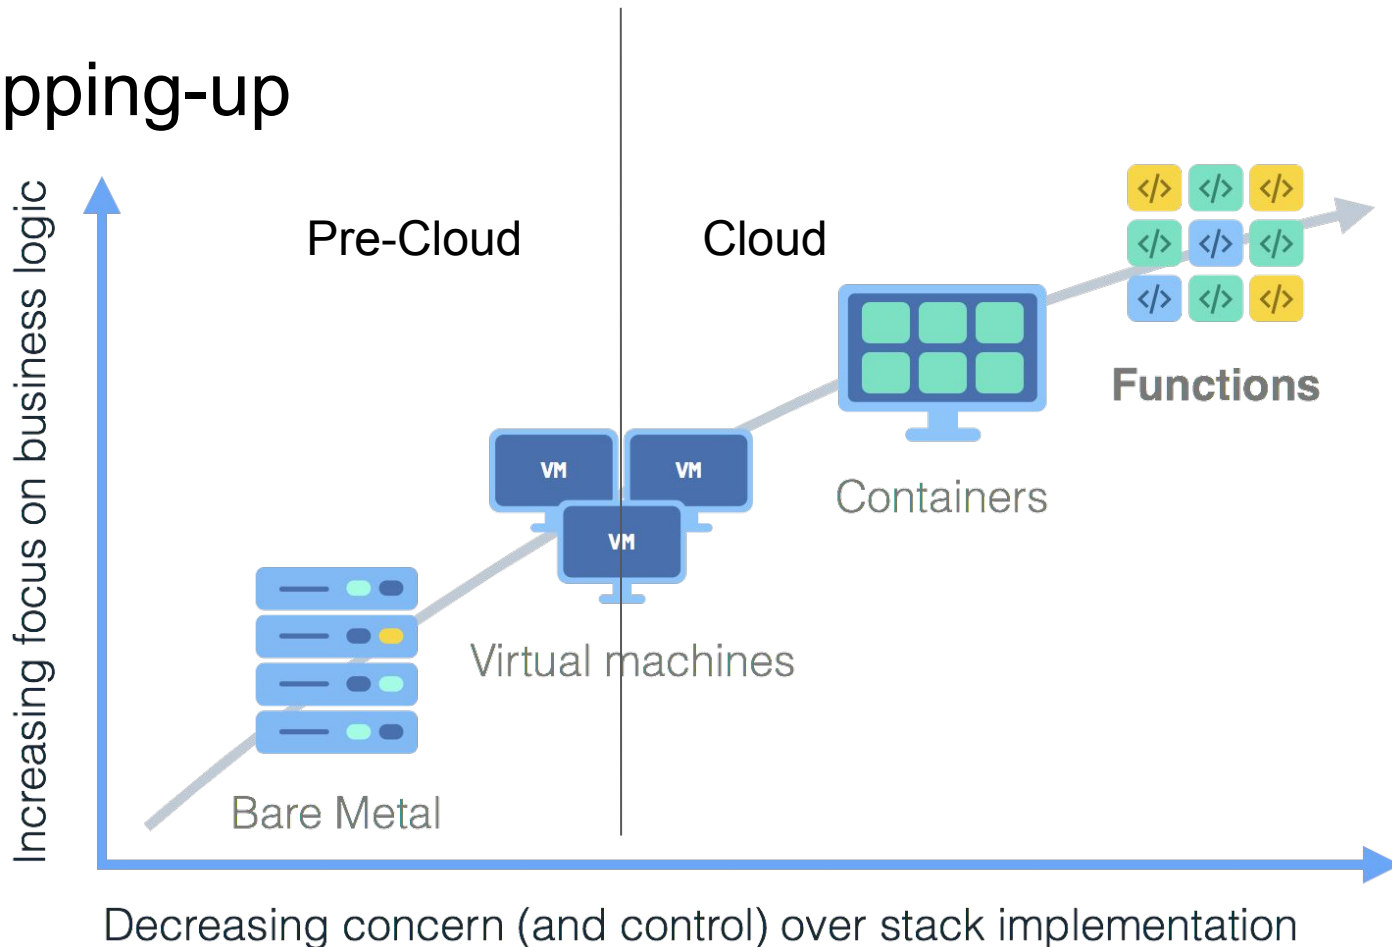 pping-up
Pre-Cloud
Cloud
Increasing focus on business logic
</> </> </>
</> </> </>
</> </> </>
Functions
Containers
VM VM
VM
Virtual machines
Bare Metal
Decreasing concern (and control) over stack implementation